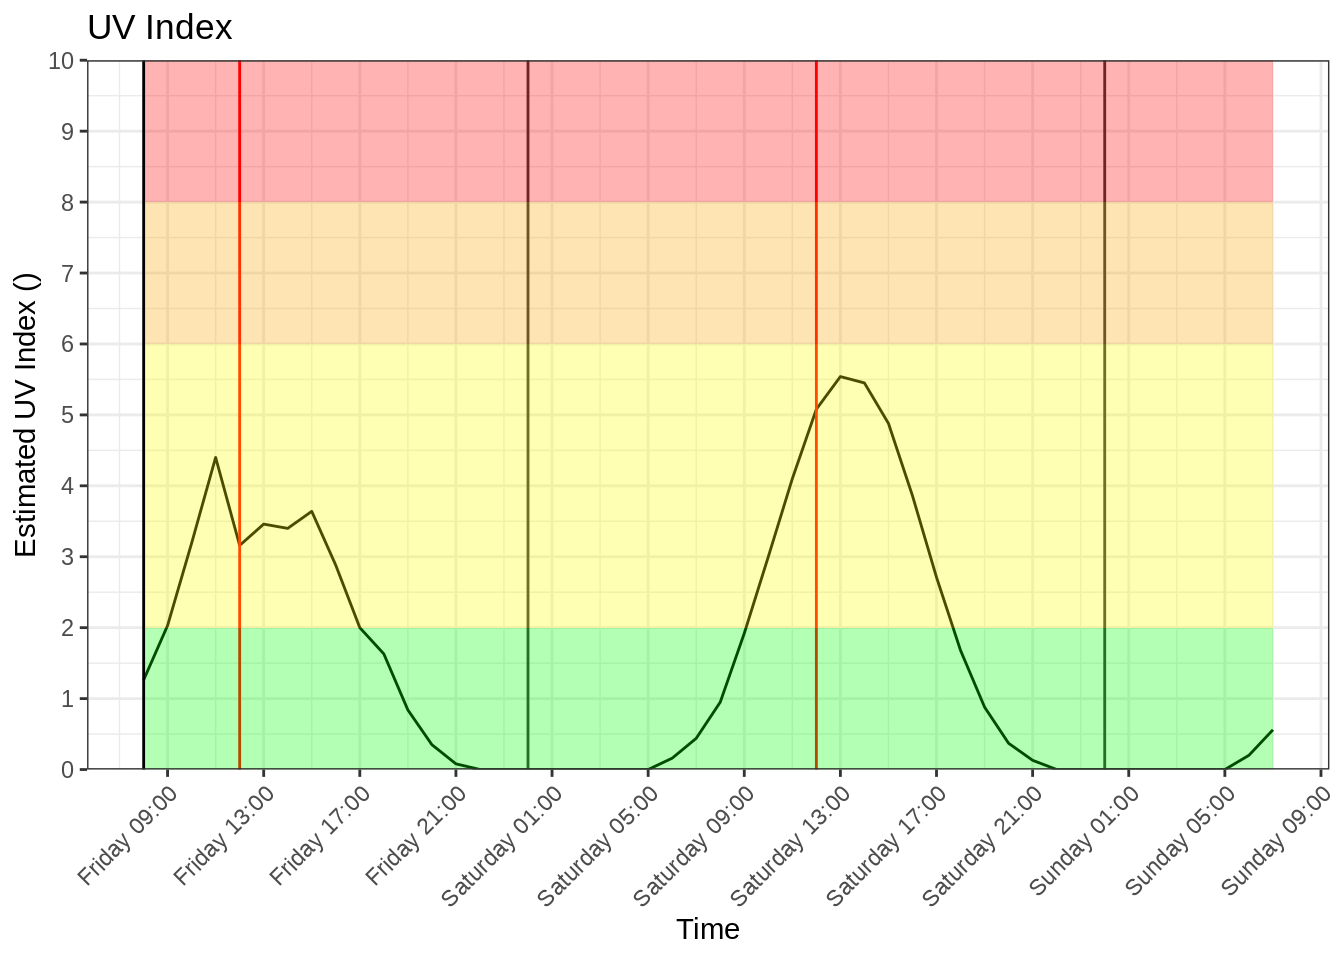 UV Index
Estimated UV Index ()
10
9
8
7
6
5
4
3
2
1
0
Friday 09:00
Friday 13:00
Friday 17:00
Friday 21:00
Saturday 01:00
Saturday 05:00
Saturday 09:00
Saturday 13:00
Saturday 17:00
Saturday 21:00
Sunday 01:00
Sunday 05:00
Sunday 09:00
Time